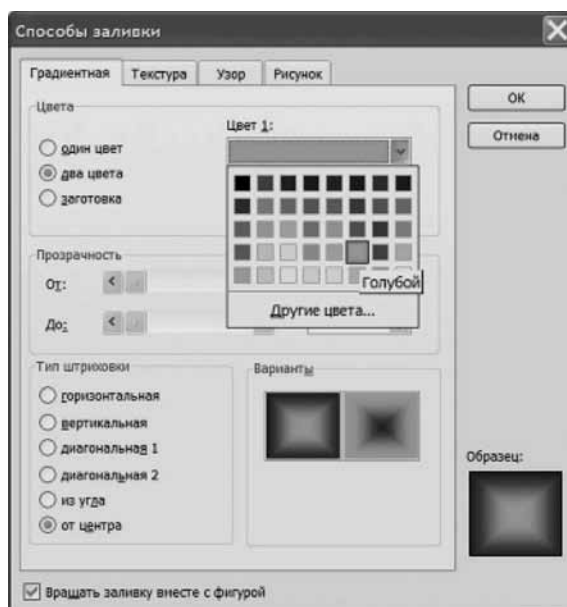 Способы заливки
Градиентная Текстура Узор Рисунок
Цвета
один цвет
два цвета
заготовка
Цвет 1:
Голубой
Другие цвета...
Прозрачность
От:
До:
Тип штриховки
горизонтальная
вертикальная
диагональная 1
диагональная 2
из угла
от центра
Варианты
ОК
Отмена
Образец:
Вращать заливку вместе с фигурой